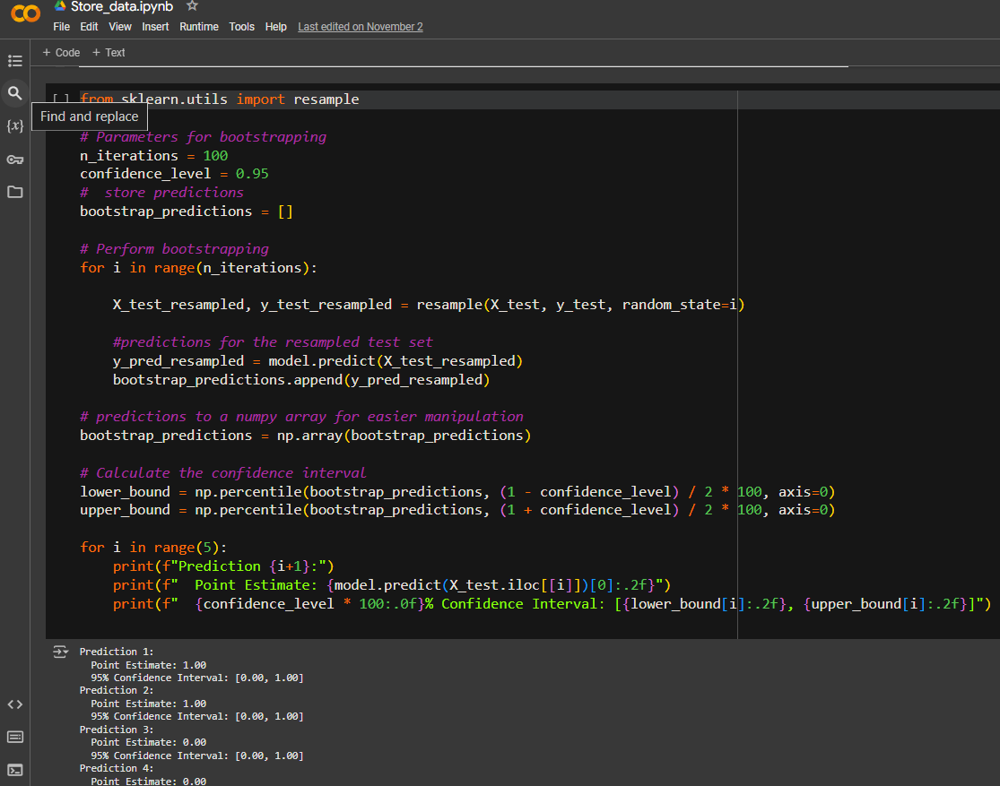 Store_data.ipynb
File Edit View Insert Runtime Tools Help Last edited on November 2
+ Code + Text
[ ] from sklearn.utils import resample
Find and replace
{x}
# Parameters for bootstrapping
n_iterations = 100
confidence_level = 0.95
#  store predictions
bootstrap_predictions = []
# Perform bootstrapping
for i in range(n_iterations):
X_test_resampled, y_test_resampled = resample(X_test, y_test, random_state=i)
#predictions for the resampled test set
y_pred_resampled = model.predict(X_test_resampled)
bootstrap_predictions.append(y_pred_resampled)
# predictions to a numpy array for easier manipulation
bootstrap_predictions = np.array(bootstrap_predictions)
# Calculate the confidence interval
lower_bound = np.percentile(bootstrap_predictions, (1 - confidence_level) / 2 * 100, axis=0)
upper_bound = np.percentile(bootstrap_predictions, (1 + confidence_level) / 2 * 100, axis=0)
for i in range(5):
print(f"Prediction {i+1}:")
print(f"  Point Estimate: {model.predict(X_test.iloc[[i]])[0]:.2f}")
print(f"  {confidence_level * 100:.0f}% Confidence Interval: [{lower_bound[i]:.2f}, {upper_bound[i]:.2f}]")
Prediction 1:
Point Estimate: 1.00
95% Confidence Interval: [0.00, 1.00]
Prediction 2:
Point Estimate: 1.00
95% Confidence Interval: [0.00, 1.00]
Prediction 3:
Point Estimate: 0.00
95% Confidence Interval: [0.00, 1.00]
Prediction 4:
Point Estimate: 0.00